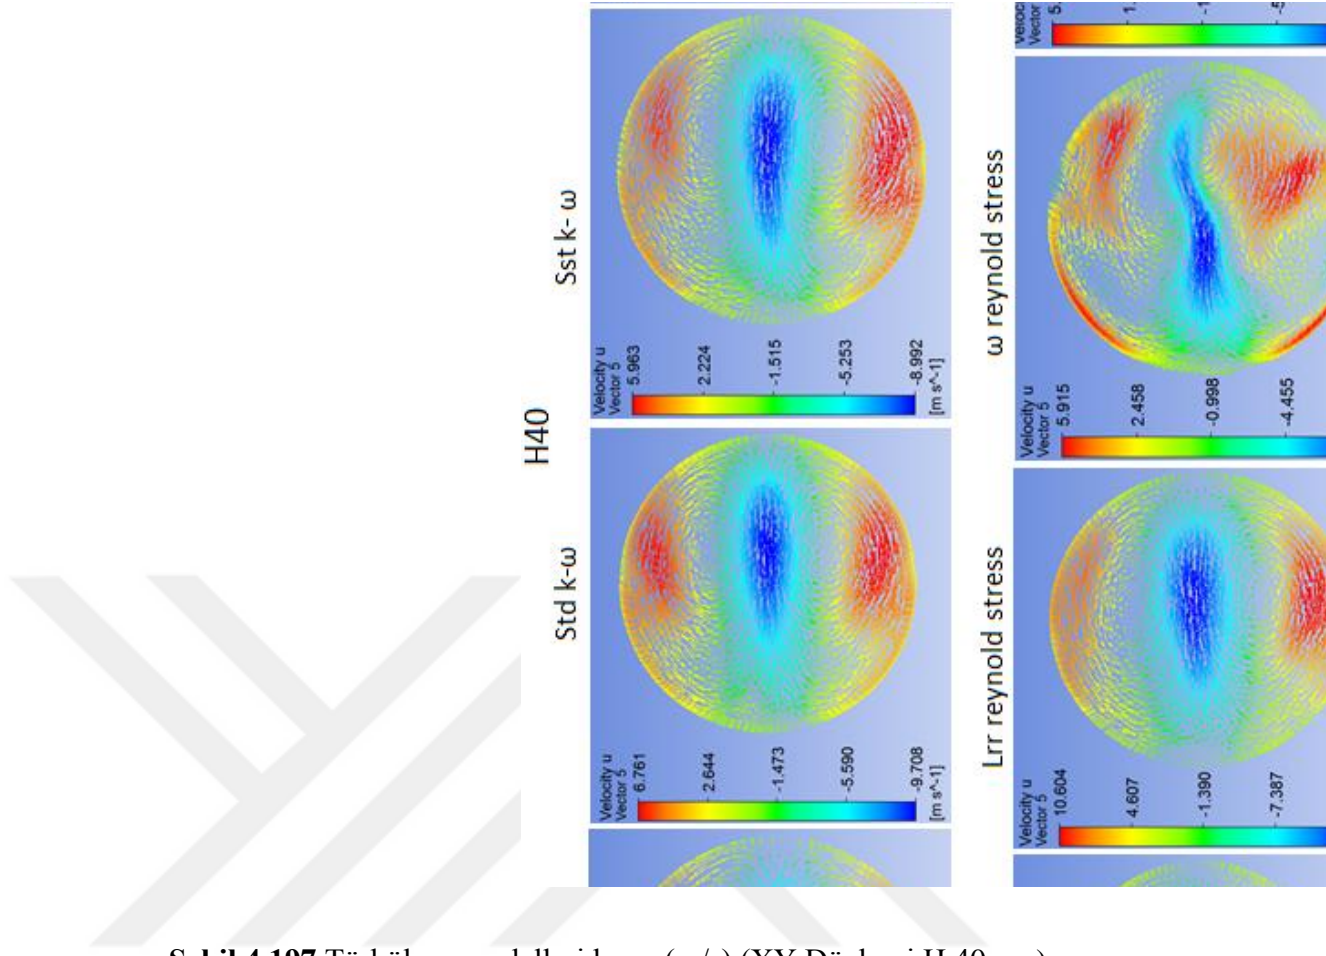 H40
Std k-ω
Sst k- ω
Velocity u
Vector 5
6.761
2.644
-1.473
-5.590
-9.708
[m s^-1]
Velocity u
Vector 5
5.963
2.224
-1.515
-5.253
-8.992
[m s^-1]
Lrr reynold stress
ω reynold stress
Velocity u
Vector 5
10.604
4.607
-1.390
-7.387
Velocity u
Vector 5
5.915
2.458
-0.998
-4.455
Vector 5